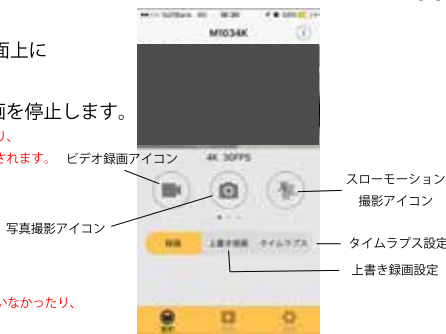 面上に
M1034K
画を停止します。
り、
されます。
ビデオ録画アイコン
4K 30FPS
スローモーション
撮影アイコン
写真撮影アイコン
録画
上書き録画
タイムラプス
タイムラプス設定
上書き録画設定
いなかったり、